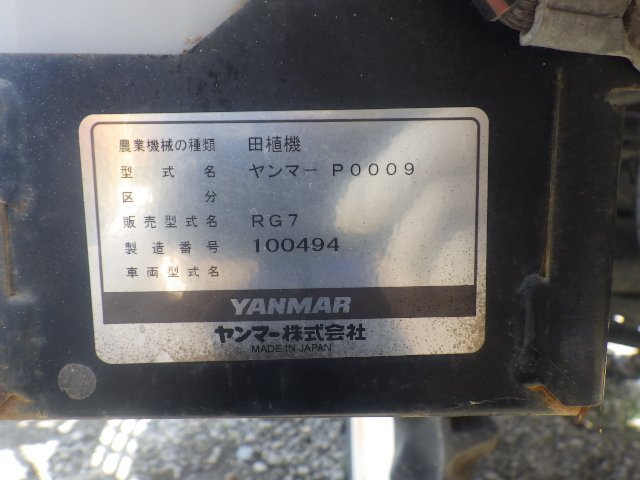 農業機械の種類 田植機
型式名 ヤンマー P0009
区分
販売型式名 RG7
製造番号 100494
車両型式名
YANMAR
ヤンマー株式会社
MADE IN JAPAN